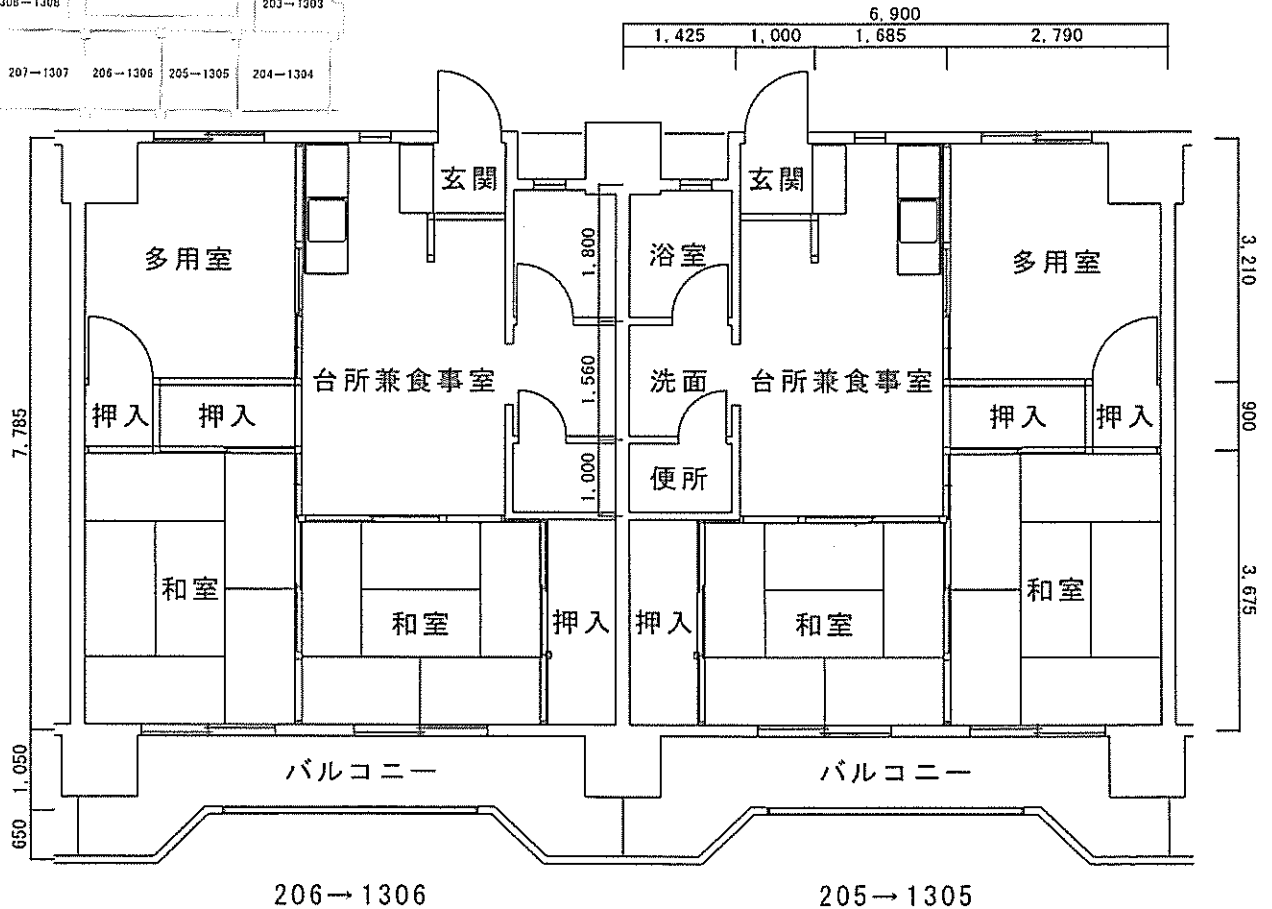 203→1303
207→1307 206→1306 205→1305 204→1304
6,900
1,425 1,000 1,685 2,790
玄関 玄関
多用室 1,800 浴室 多用室 3,210
台所兼食事室 1,560 洗面 台所兼食事室
押入 押入 押入 押入 900
7,785
1,000 便所
和室 和室 3,675
和室 押入 押入 和室
バルコニー バルコニー 1,050
650
206→1306 205→1305